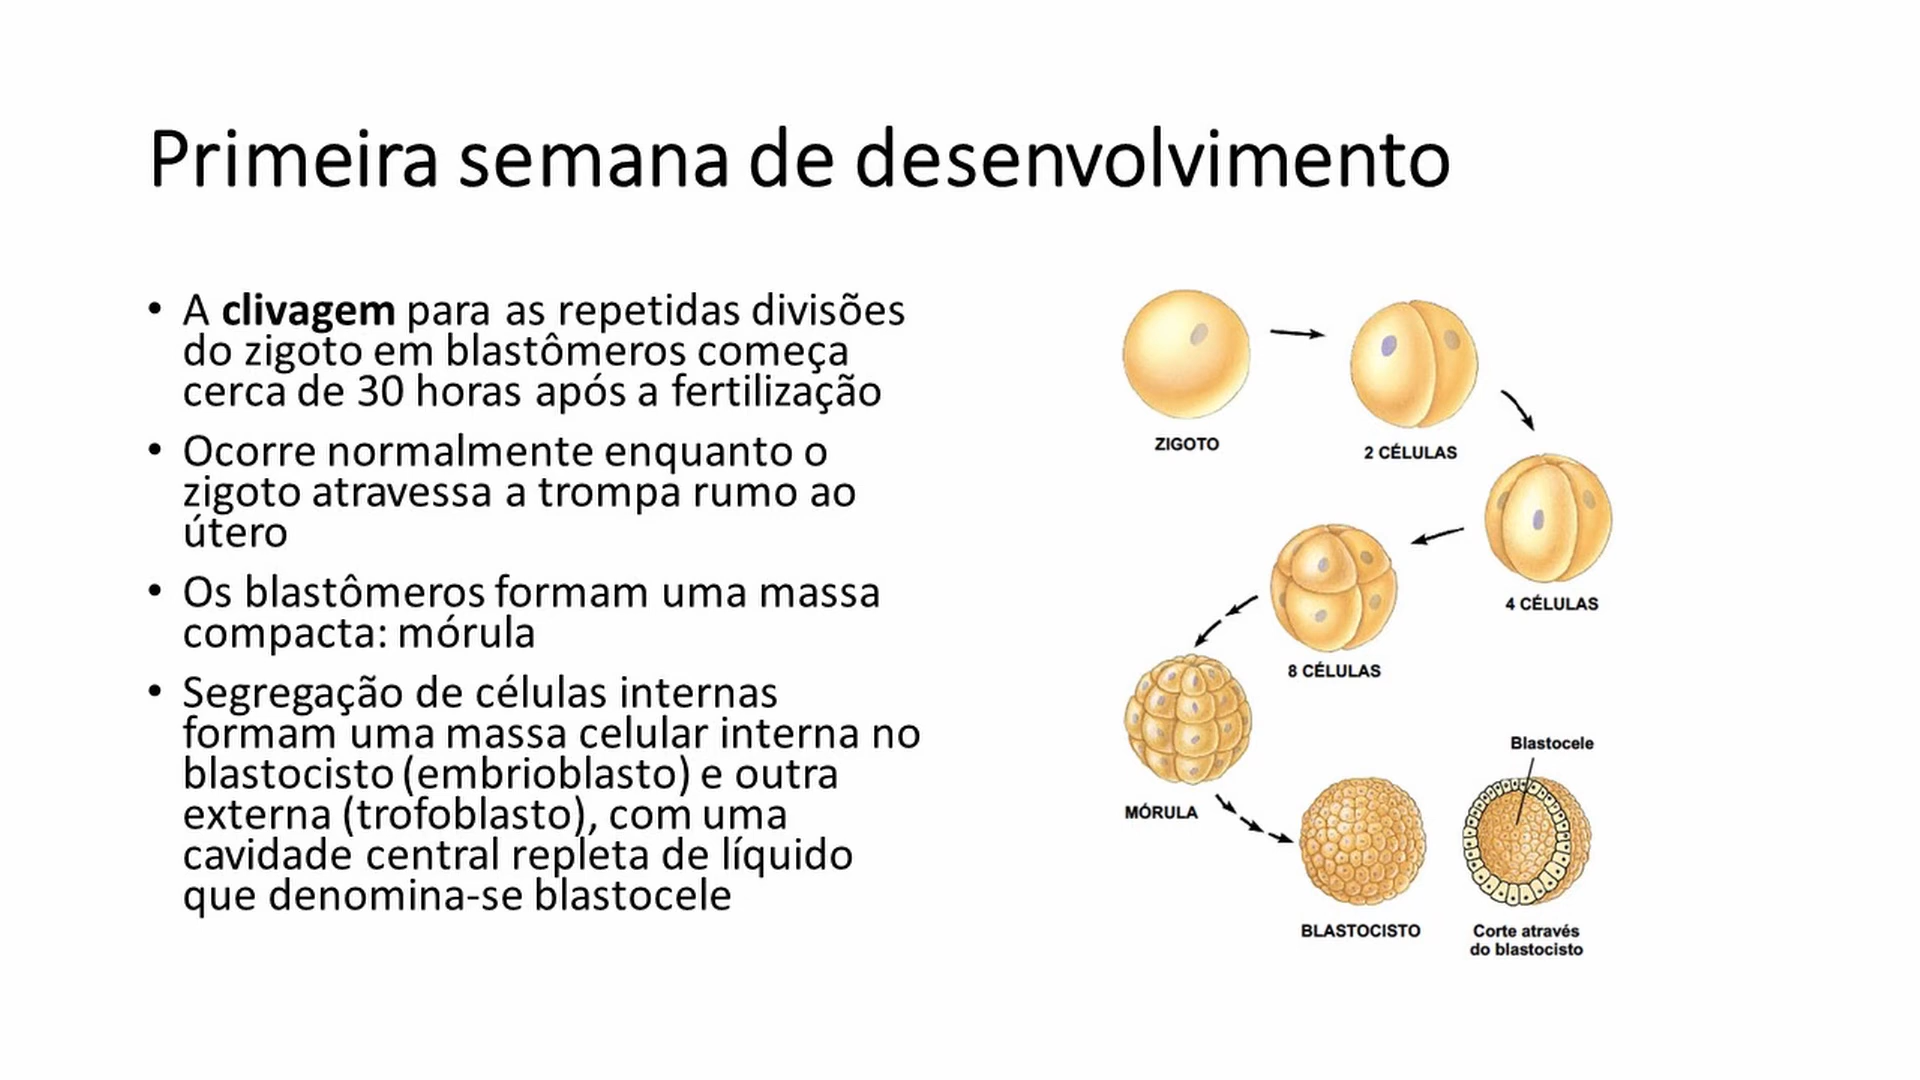 Primeira semana de desenvolvimento
• A clivagem para as repetidas divisões
do zigoto em blastômeros começa
cerca de 30 horas após a fertilização
• Ocorre normalmente enquanto o
zigoto atravessa a trompa rumo ao
útero
• Os blastômeros formam uma massa
compacta: mórula
• Segregação de células internas
formam uma massa celular interna no
blastocisto (embrioblasto) e outra
externa (trofoblasto), com uma
cavidade central repleta de líquido
que denomina-se blastocele
ZIGOTO
2 CÉLULAS
4 CÉLULAS
8 CÉLULAS
MÓRULA
Blastocele
BLASTOCISTO
Corte através
do blastocisto